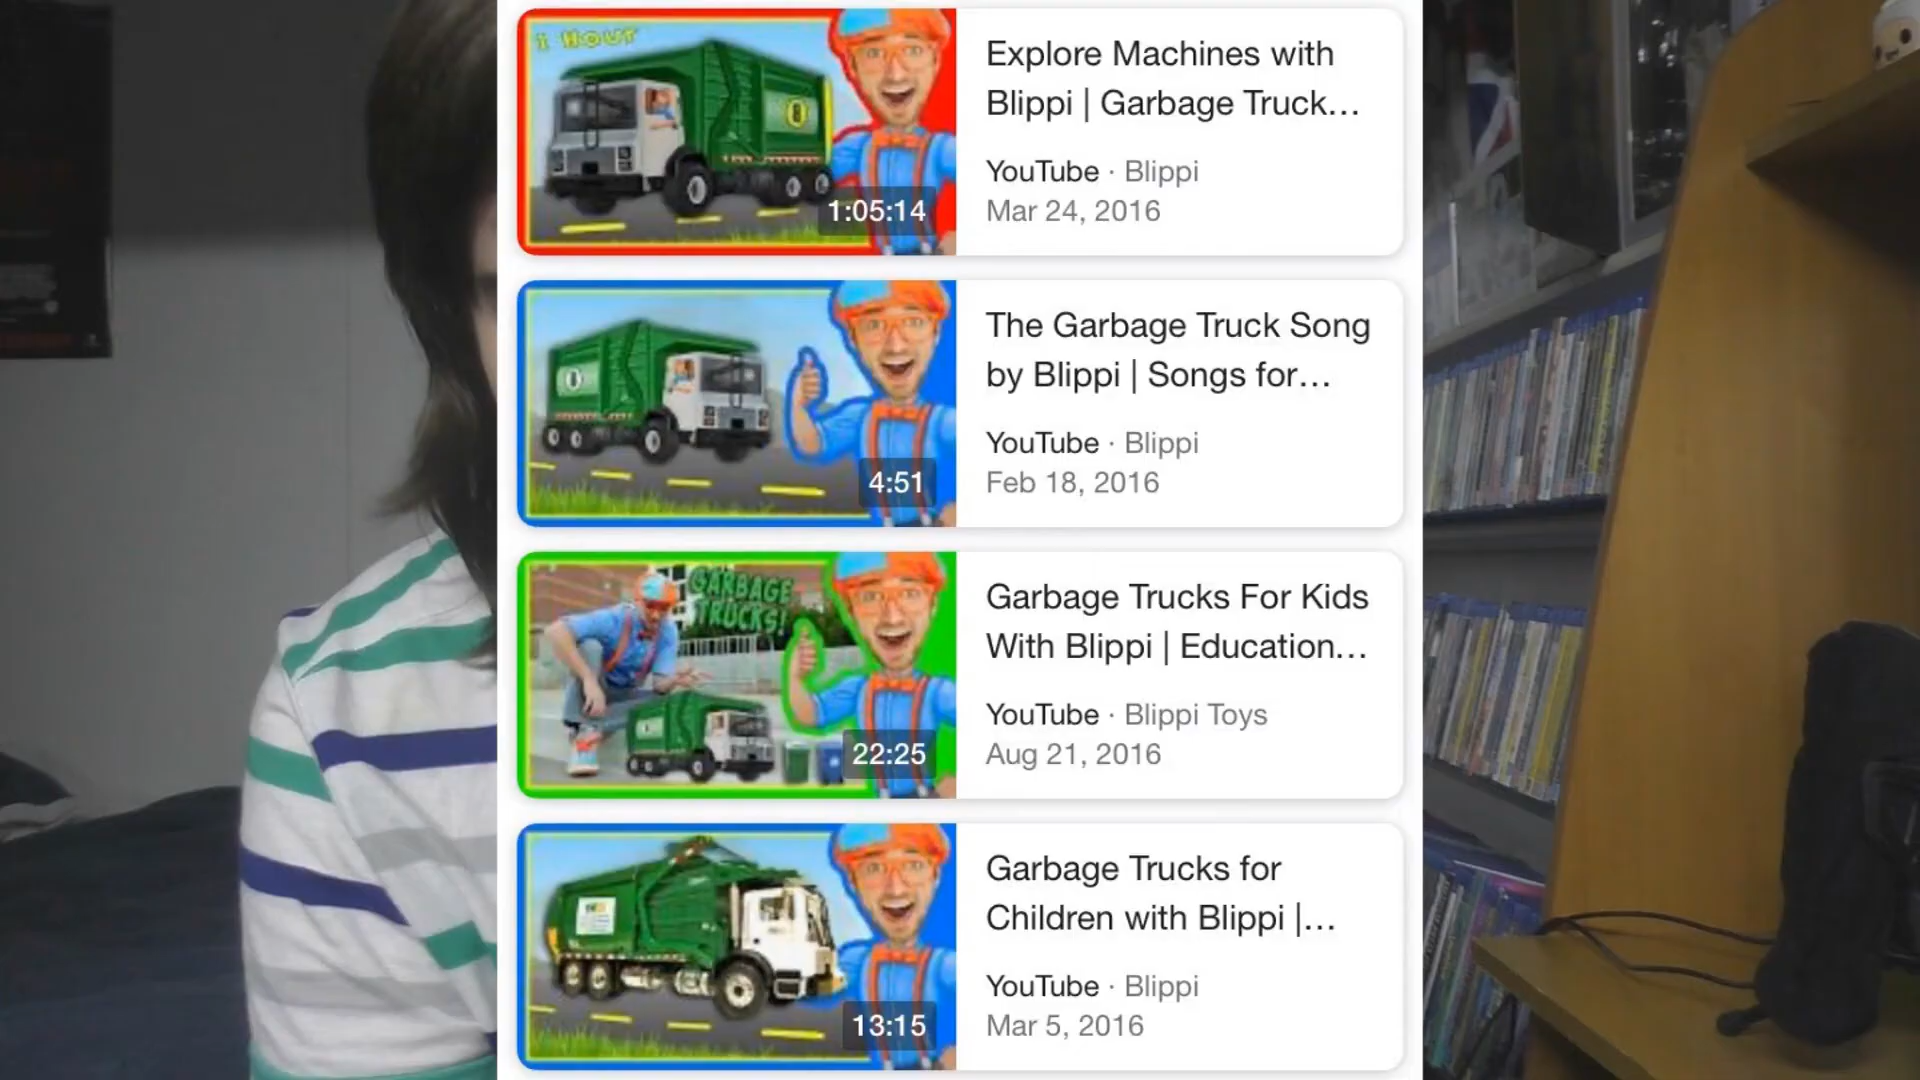 1 HOUR
1:05:14
Explore Machines with
Blippi | Garbage Truck...
YouTube · Blippi
Mar 24, 2016
4:51
The Garbage Truck Song
by Blippi | Songs for...
YouTube · Blippi
Feb 18, 2016
GARBAGE
TRUCKS!
22:25
Garbage Trucks For Kids
With Blippi | Education...
YouTube · Blippi Toys
Aug 21, 2016
13:15
Garbage Trucks for
Children with Blippi |...
YouTube · Blippi
Mar 5, 2016